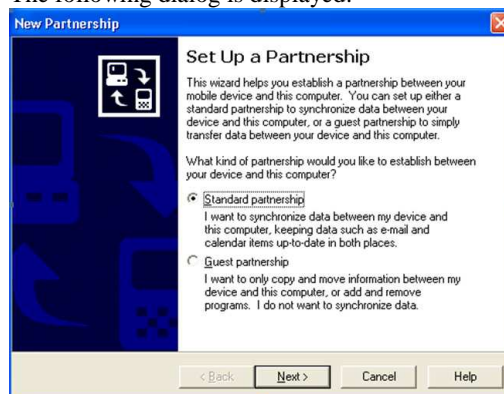 The following dialog is displayed:
New Partnership
Set Up a Partnership
This wizard helps you establish a partnership between your
mobile device and this computer. You can set up either a
standard partnership to synchronize data between your
device and this computer, or a guest partnership to simply
transfer data between your device and this computer.
What kind of partnership would you like to establish between
your device and this computer?
Standard partnership
I want to synchronize data between my device and
this computer, keeping data such as e-mail and
calendar items up-to-date in both places.
Guest partnership
I want to only copy and move information between my
device and this computer, or add and remove
programs. I do not want to synchronize data.
< Back Next > Cancel Help